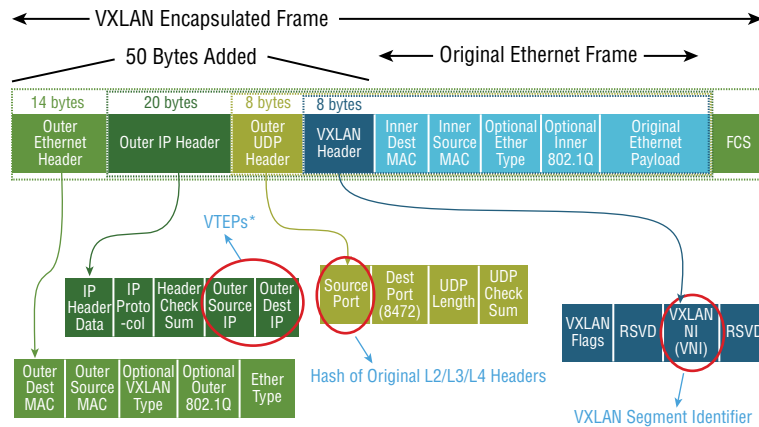 VXLAN Encapsulated Frame
50 Bytes Added
Original Ethernet Frame
14 bytes
20 bytes
8 bytes
8 bytes
Outer
Ethernet
Header
Outer IP Header
Outer
UDP
Header
VXLAN
Header
Inner
Dest
MAC
Inner
Source
MAC
Optional
Ether
Type
Optional
Inner
802.1Q
Original
Ethernet
Payload
FCS
VTEPs*
IP
Header
Data
IP
Proto
-col
Header
Check
Sum
Outer
Source
IP
Outer
Dest
IP
Source
Port
Dest
Port
(8472)
UDP
Length
UDP
Check
Sum
VXLAN
Flags
RSVD
VXLAN
NI
(VNI)
RSVD
Outer
Dest
MAC
Outer
Source
MAC
Optional
VXLAN
Type
Optional
Outer
802.1Q
Ether
Type
Hash of Original L2/L3/L4 Headers
VXLAN Segment Identifier